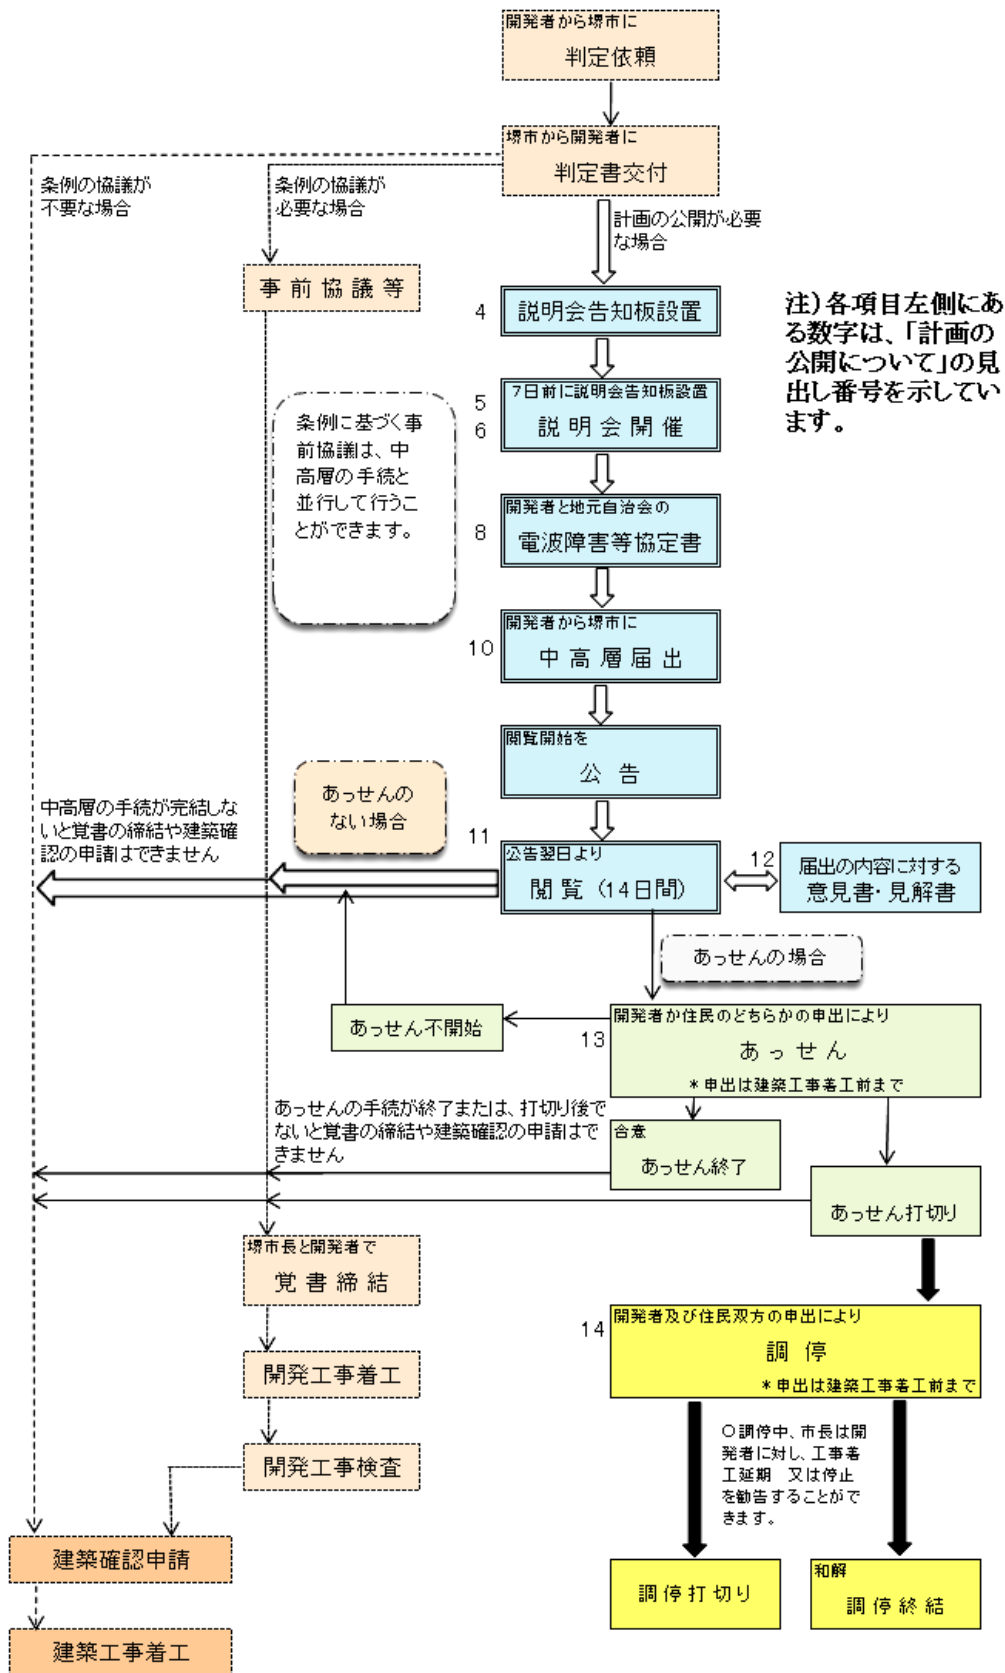 開発者から堺市に
判定依頼
堺市から開発者に
判定書交付
条例の協議が
不要な場合
条例の協議が
必要な場合
計画の公開が必要
な場合
事前協議等
4
説明会告知板設置
注)各項目左側にあ
る数字は、「計画の
公開について」の見
出し番号を示してい
ます。
5
6
7日前に説明会告知板設置
説明会開催
条例に基づく事
前協議は、中
高層の手続と
並行して行うこ
とができます。
8
開発者と地元自治会の
電波障害等協定書
10
開発者から堺市に
中高層届出
閲覧開始を
公告
あっせんの
ない場合
中高層の手続が完結しな
いと覚書の締結や建築確
認の申請はできません
11
公告翌日より
閲覧(14日間)
12
届出の内容に対する
意見書・見解書
あっせんの場合
あっせん不開始
13
開発者か住民のどちらかの申出により
あっせん
*申出は建築工事着工前まで
あっせんの手続が終了または、打切り後で
ないと覚書の締結や建築確認の申請はで
きません
合意
あっせん終了
あっせん打切り
堺市長と開発者で
覚書締結
14
開発者及び住民双方の申出により
調停
*申出は建築工事着工前まで
開発工事着工
○調停中、市長は開
発者に対し、工事着
工延期 又は停止
を勧告することがで
きます。
開発工事検査
建築確認申請
調停打切り
和解
調停終結
建築工事着工